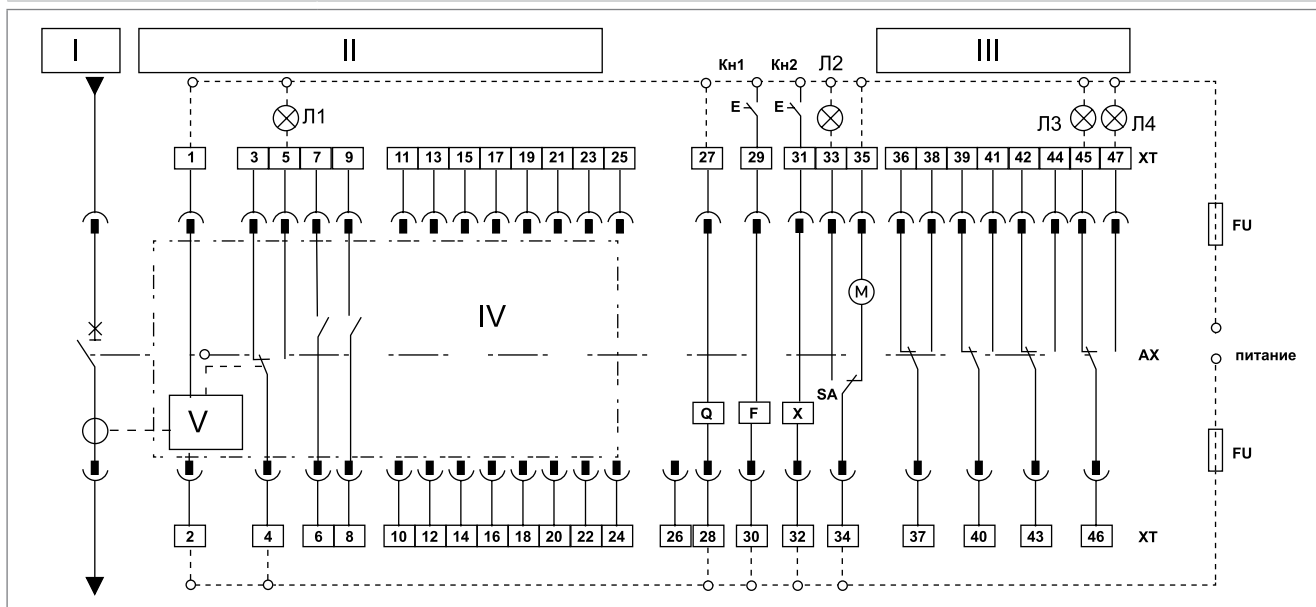 I II III
Кн1 Кн2 Л2
Л1 E E Л3 Л4
1 3 5 7 9 11 13 15 17 19 21 23 25 27 29 31 33 35 36 38 39 41 42 44 45 47 XT
FU
M
IV
AX
питание
SA
V Q F X
FU
2 4 6 8 10 12 14 16 18 20 22 24 26 28 30 32 34 37 40 43 46 XT